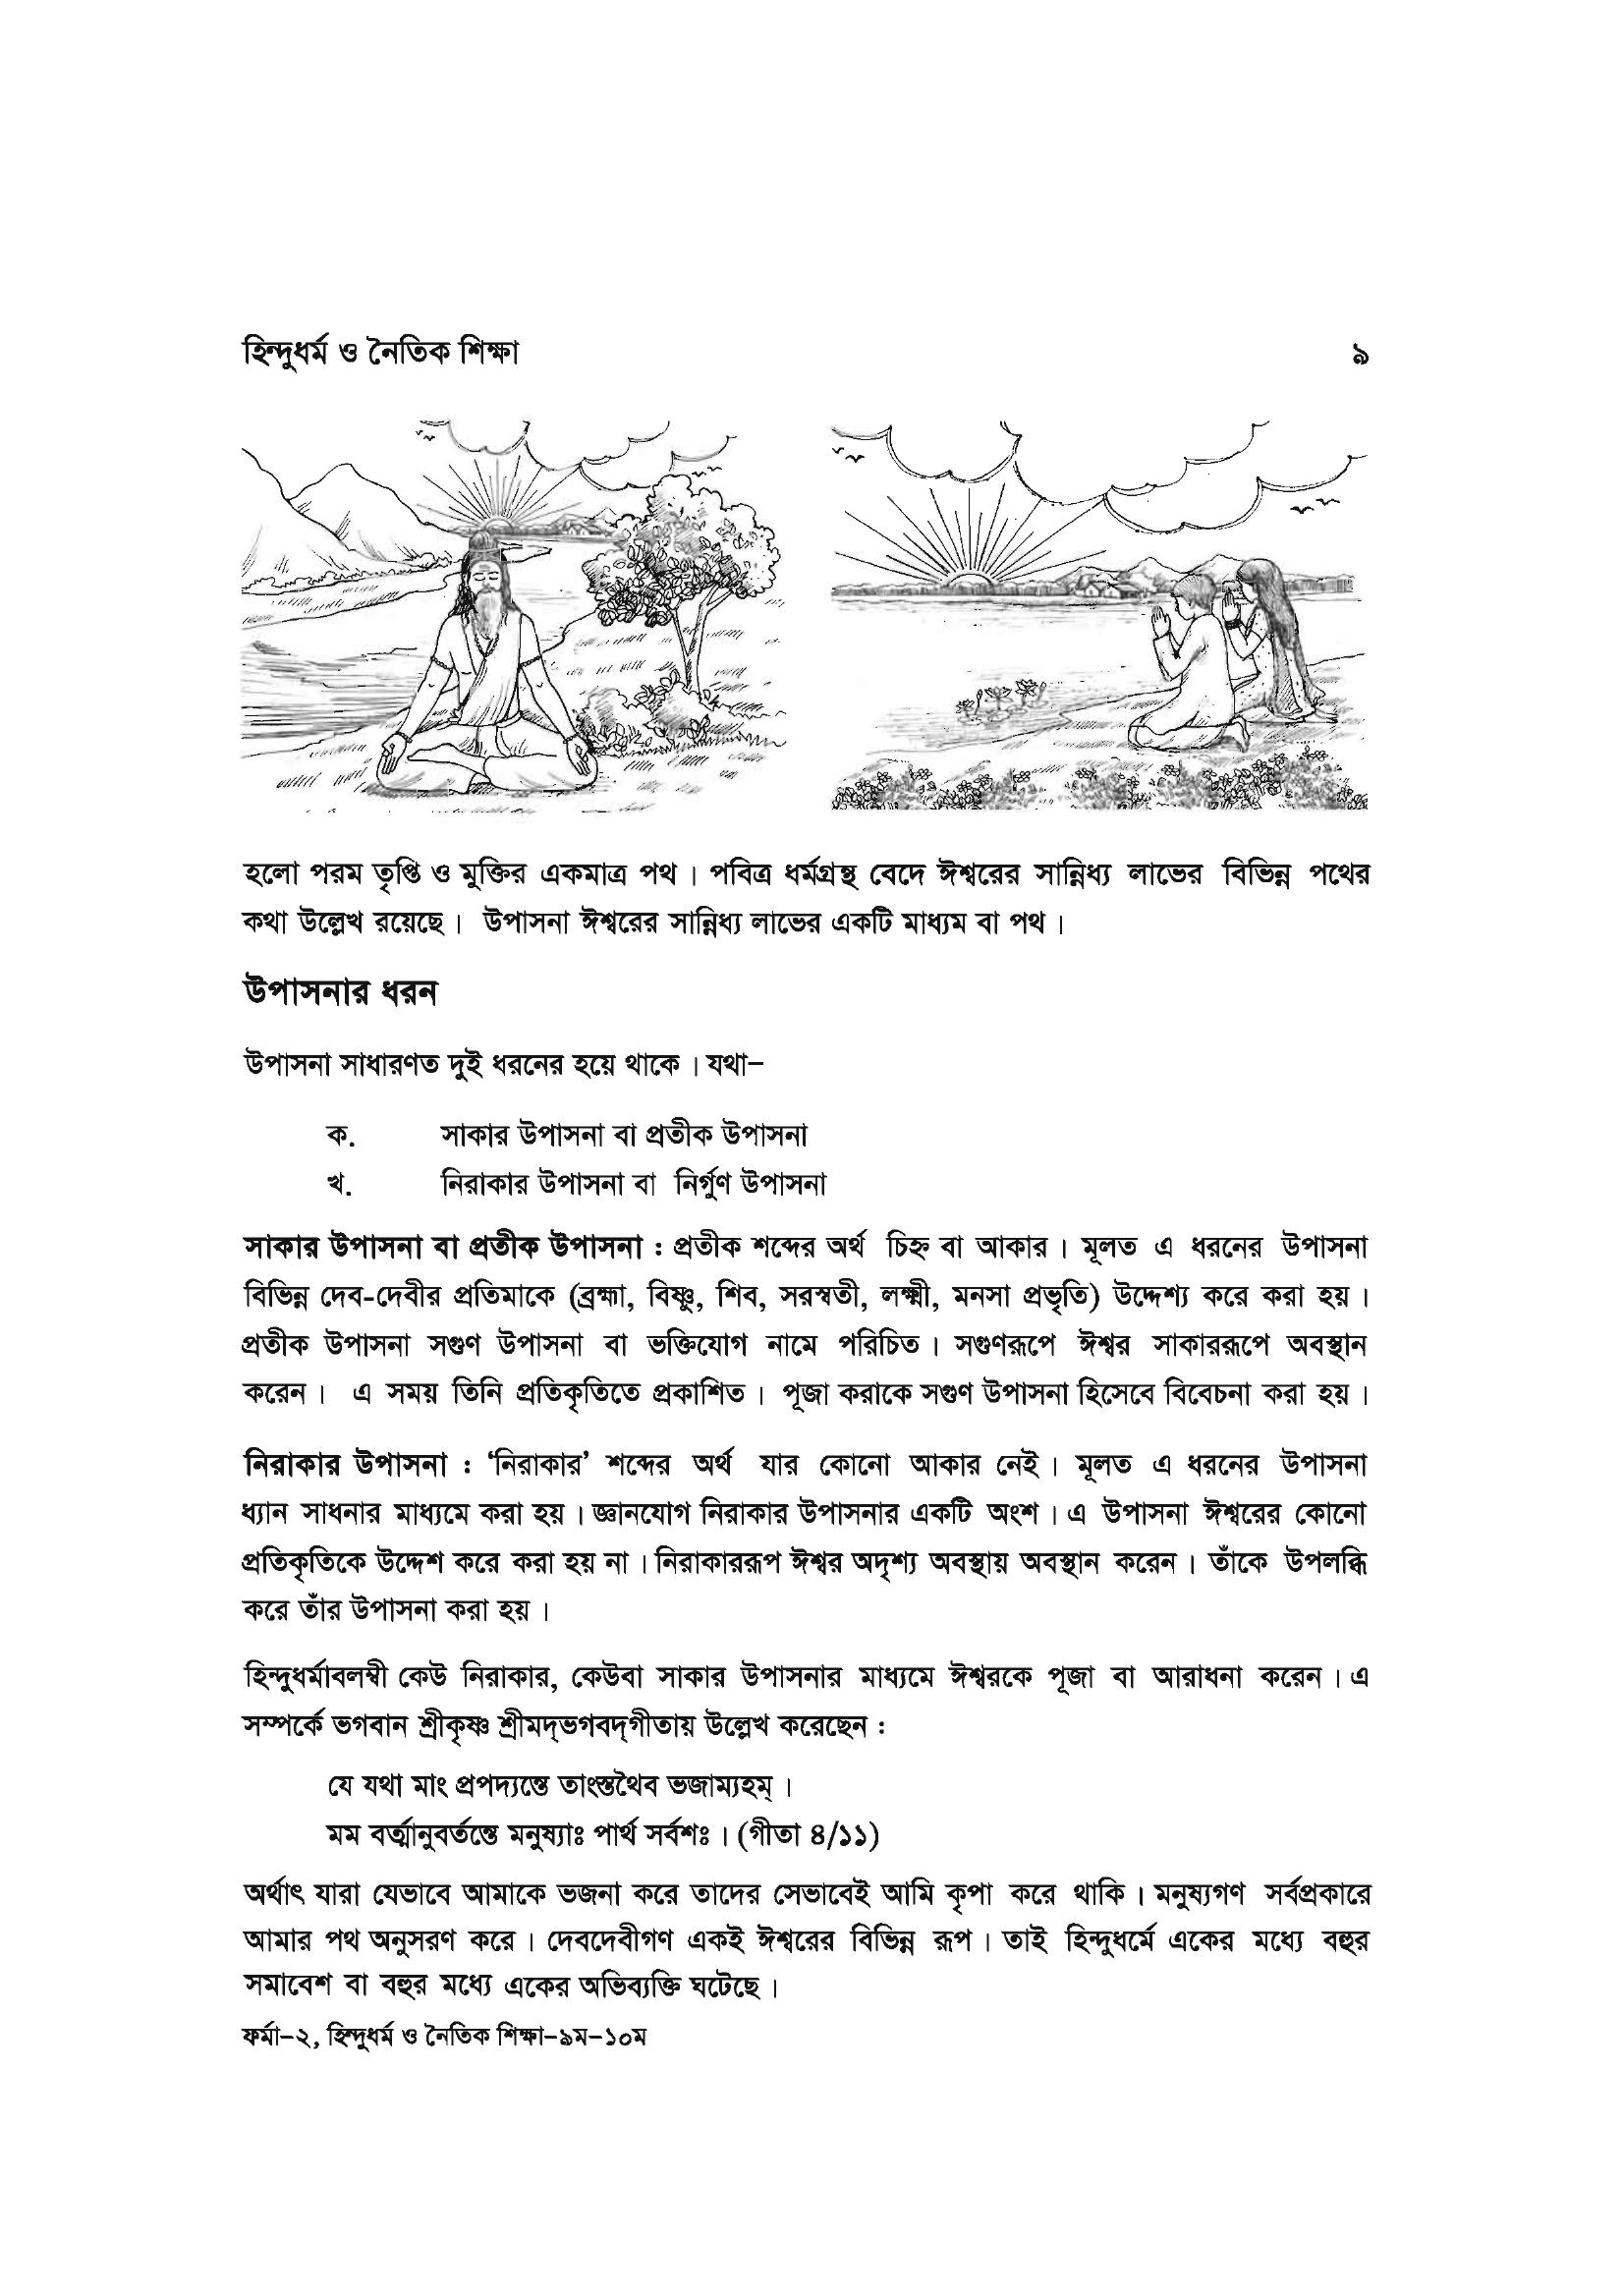 হিন্দুধর্ম ও নৈতিক শিক্ষা ৯
হলো পরম তৃপ্তি ও মুক্তির একমাত্র পথ। পবিত্র ধর্মগ্রন্থ বেদে ঈশ্বরের সান্নিধ্য লাভের বিভিন্ন পথের
কথা উল্লেখ রয়েছে। উপাসনা ঈশ্বরের সান্নিধ্য লাভের একটি মাধ্যম বা পথ।
উপাসনার ধরন
উপাসনা সাধারণত দুই ধরনের হয়ে থাকে। যথা–
ক. সাকার উপাসনা বা প্রতীক উপাসনা
খ. নিরাকার উপাসনা বা নির্গুণ উপাসনা
সাকার উপাসনা বা প্রতীক উপাসনা : প্রতীক শব্দের অর্থ চিহ্ন বা আকার। মূলত এ ধরনের উপাসনা
বিভিন্ন দেব-দেবীর প্রতিমাকে (ব্রহ্মা, বিষ্ণু, শিব, সরস্বতী, লক্ষ্মী, মনসা প্রভৃতি) উদ্দেশ্য করে করা হয়।
প্রতীক উপাসনা সগুণ উপাসনা বা ভক্তিযোগ নামে পরিচিত। সগুণরূপে ঈশ্বর সাকাররূপে অবস্থান
করেন। এ সময় তিনি প্রতিকৃতিতে প্রকাশিত। পূজা করাকে সগুণ উপাসনা হিসেবে বিবেচনা করা হয়।
নিরাকার উপাসনা : ‘নিরাকার’ শব্দের অর্থ যার কোনো আকার নেই। মূলত এ ধরনের উপাসনা
ধ্যান সাধনার মাধ্যমে করা হয়। জ্ঞানযোগ নিরাকার উপাসনার একটি অংশ। এ উপাসনা ঈশ্বরের কোনো
প্রতিকৃতিকে উদ্দেশ করে করা হয় না। নিরাকাররূপ ঈশ্বর অদৃশ্য অবস্থায় অবস্থান করেন। তাঁকে উপলব্ধি
করে তাঁর উপাসনা করা হয়।
হিন্দুধর্মাবলম্বী কেউ নিরাকার, কেউবা সাকার উপাসনার মাধ্যমে ঈশ্বরকে পূজা বা আরাধনা করেন। এ
সম্পর্কে ভগবান শ্রীকৃষ্ণ শ্রীমদ্‌ভগবদ্‌গীতায় উল্লেখ করেছেন :
যে যথা মাং প্রপদ্যন্তে তাংস্তথৈব ভজাম্যহম্।
মম বর্ত্মানুবর্তন্তে মনুষ্যাঃ পার্থ সর্বশঃ। (গীতা ৪/১১)
অর্থাৎ যারা যেভাবে আমাকে ভজনা করে তাদের সেভাবেই আমি কৃপা করে থাকি। মনুষ্যগণ সর্বপ্রকারে
আমার পথ অনুসরণ করে। দেবদেবীগণ একই ঈশ্বরের বিভিন্ন রূপ। তাই হিন্দুধর্মে একের মধ্যে বহুর
সমাবেশ বা বহুর মধ্যে একের অভিব্যক্তি ঘটেছে।
ফর্মা–২, হিন্দুধর্ম ও নৈতিক শিক্ষা–৯ম–১০ম